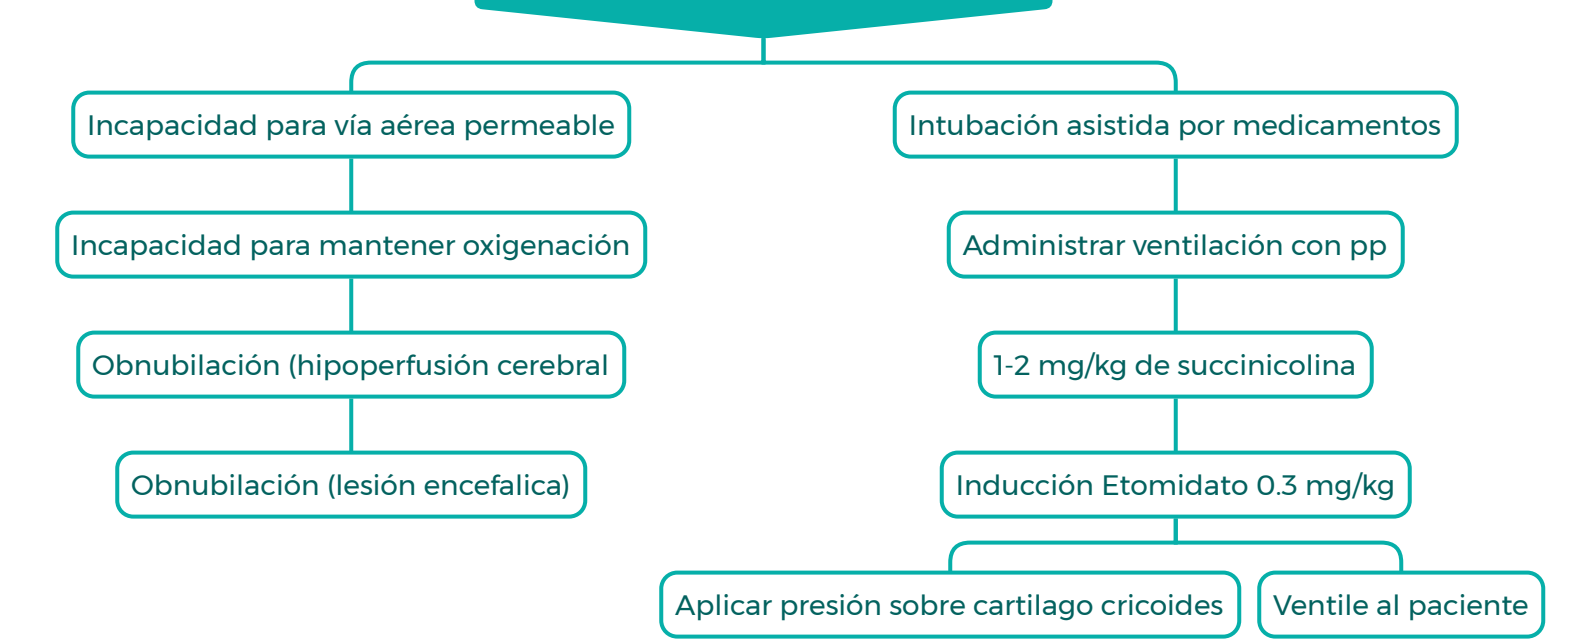 Incapacidad para vía aérea permeable
Incapacidad para mantener oxigenación
Obnubilación (hipoperfusión cerebral
Obnubilación (lesión encefalica)
Intubación asistida por medicamentos
Administrar ventilación con pp
1-2 mg/kg de succinicolina
Inducción Etomidato 0.3 mg/kg
Aplicar presión sobre cartilago cricoides
Ventile al paciente